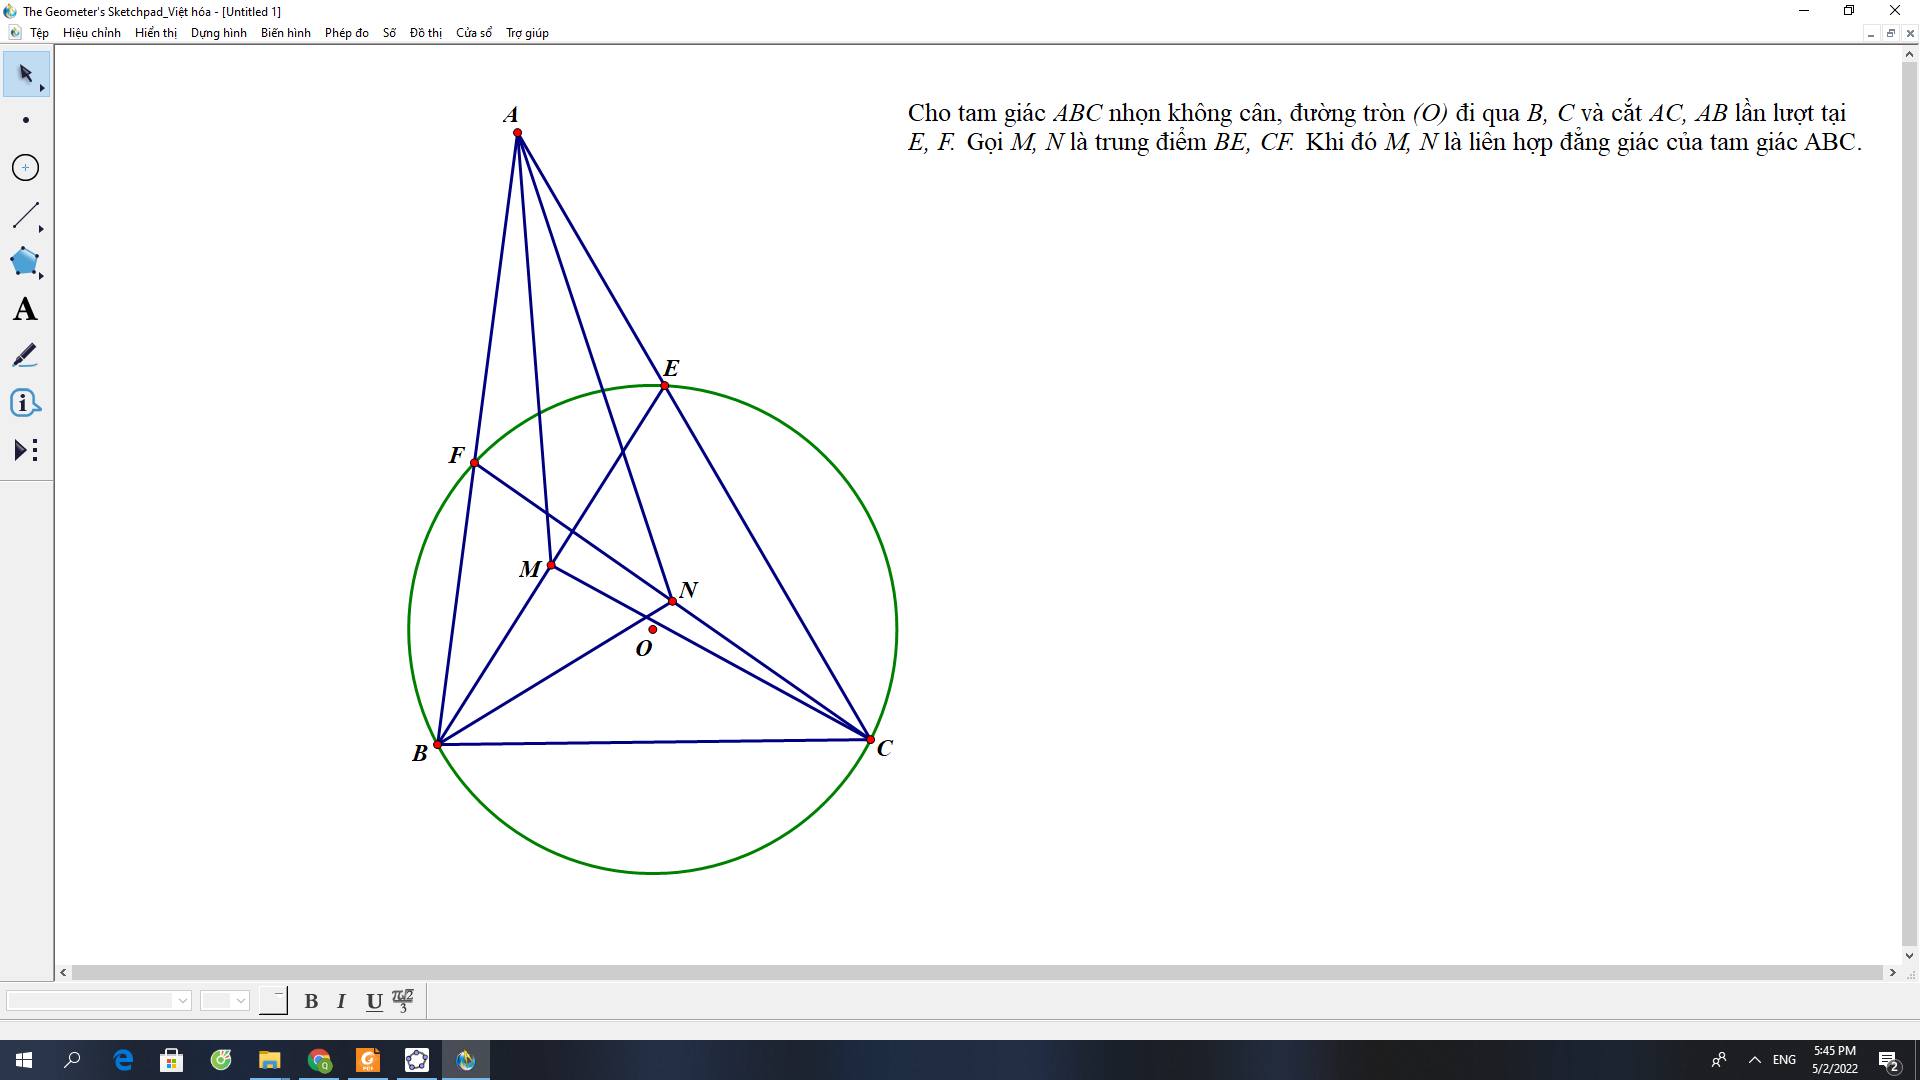 The Geometer's Sketchpad_Việt hóa - [Untitled 1]
Tệp Hiệu chỉnh Hiển thị Dựng hình Biến hình Phép đo Số Đồ thị Cửa sổ Trợ giúp
Cho tam giác ABC nhọn không cân, đường tròn (O) đi qua B, C và cắt AC, AB lần lượt tại
E, F. Gọi M, N là trung điểm BE, CF. Khi đó M, N là liên hợp đẳng giác của tam giác ABC.
A
E
F
M
N
O
B
C
A
B I U
ENG
5:45 PM
5/2/2022
2